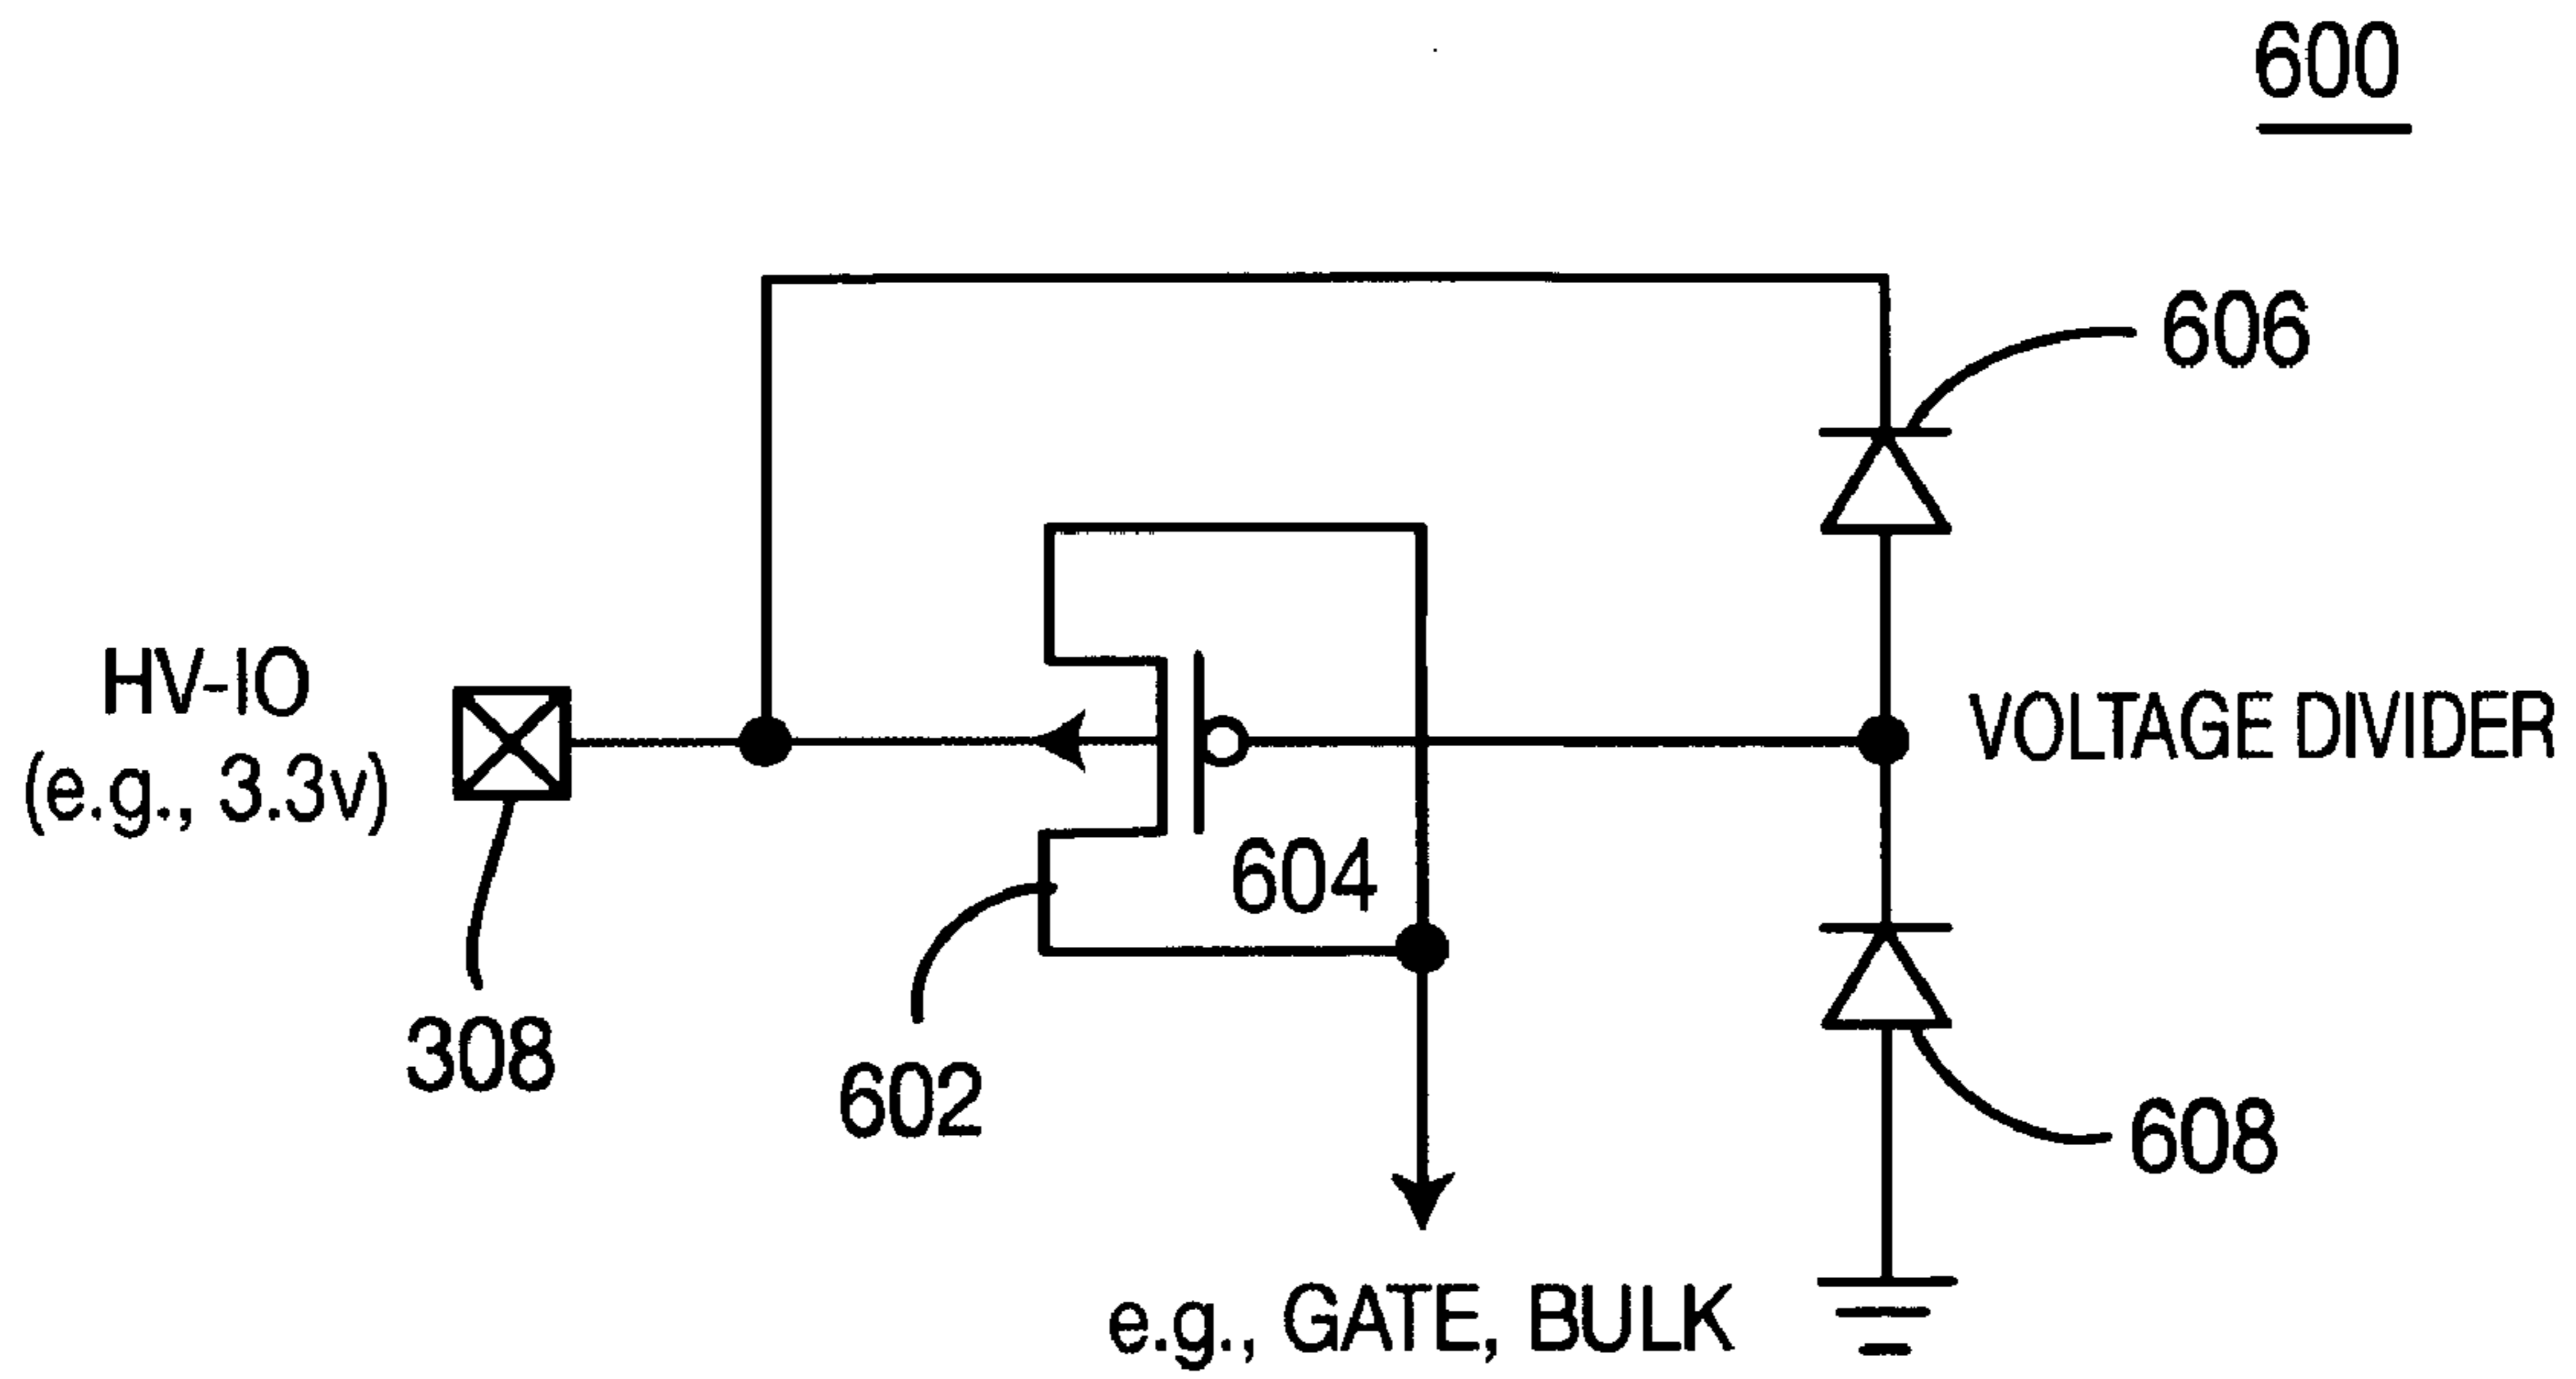 600
606
HV-IO
(e.g., 3.3v)
VOLTAGE DIVIDER
604
308
602
608
e.g., GATE, BULK